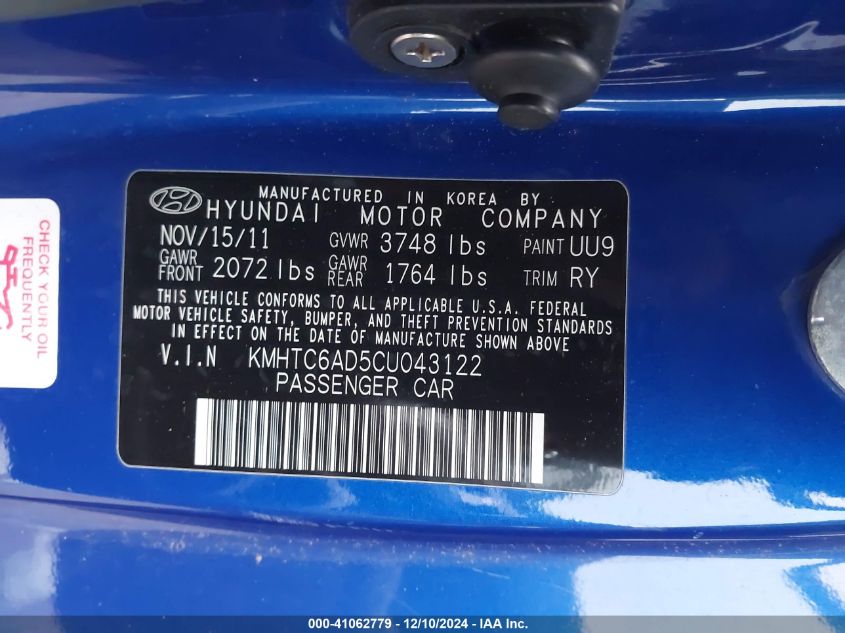 MANUFACTURED IN KOREA BY
HYUNDAI MOTOR COMPANY
NOV/15/11 GVWR 3748 lbs PAINT UU9
GAWR FRONT 2072 lbs GAWR REAR 1764 lbs TRIM RY
THIS VEHICLE CONFORMS TO ALL APPLICABLE U.S.A. FEDERAL
MOTOR VEHICLE SAFETY, BUMPER, AND THEFT PREVENTION STANDARDS
IN EFFECT ON THE DATE OF MANUFACTURE SHOWN ABOVE.
V.I.N KMHTC6AD5CU043122
PASSENGER CAR
CHECK YOUR OIL
FREQUENTLY
000-41062779 - 12/10/2024 - IAA Inc.